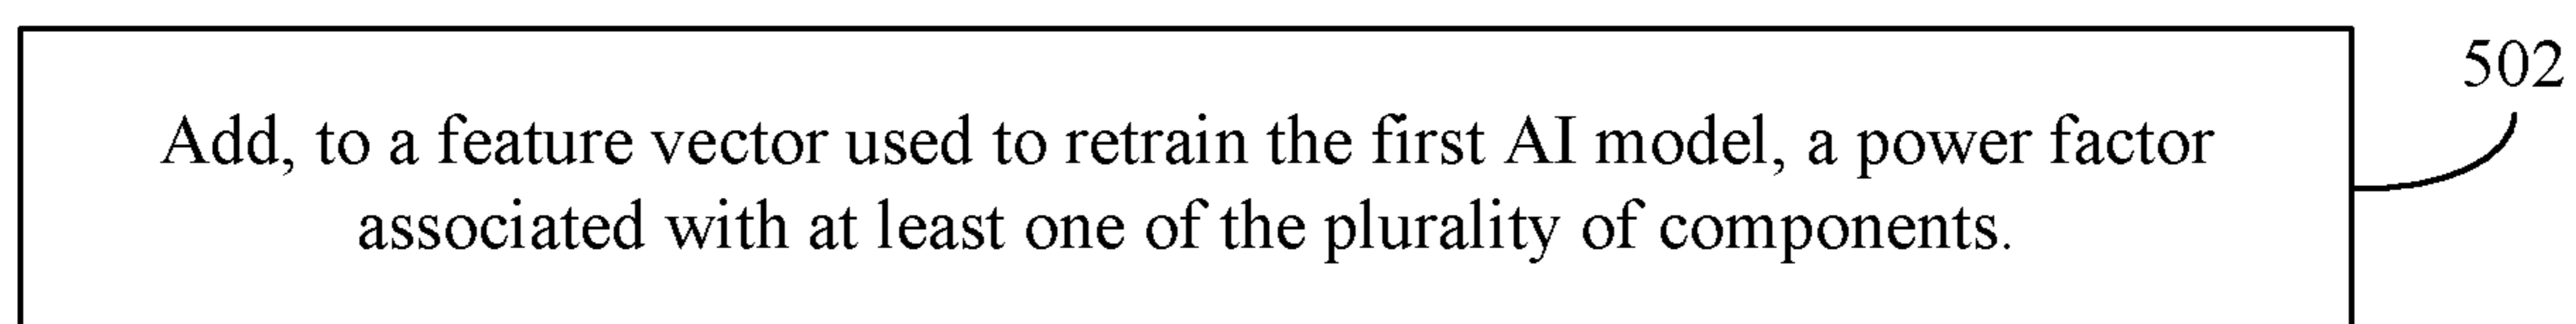 502
Add, to a feature vector used to retrain the first AI model, a power factor
associated with at least one of the plurality of components.